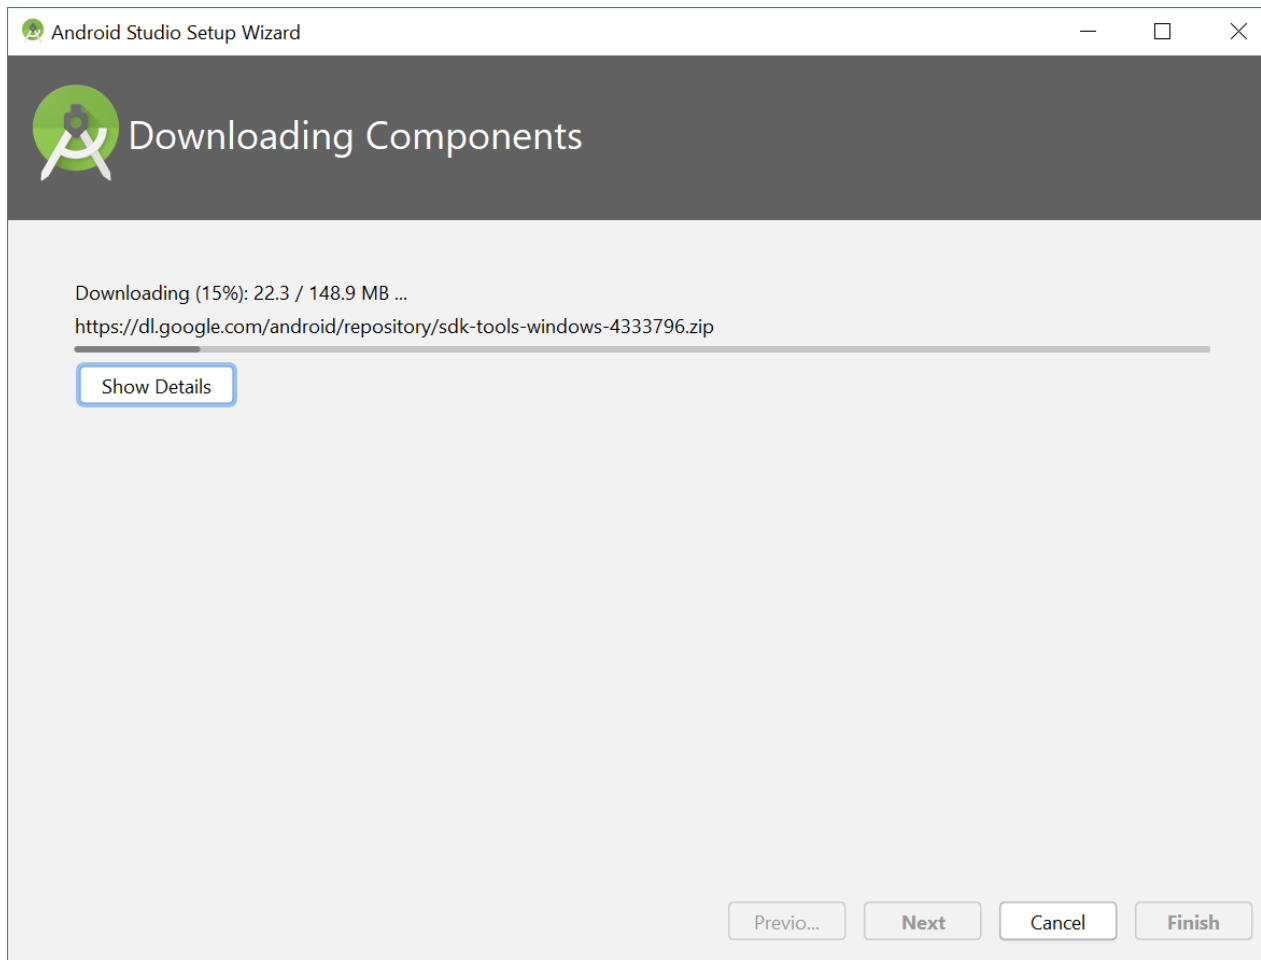 Android Studio Setup Wizard
Downloading Components
Downloading (15%): 22.3 / 148.9 MB ...
https://dl.google.com/android/repository/sdk-tools-windows-4333796.zip
Show Details
Previo... Next Cancel Finish